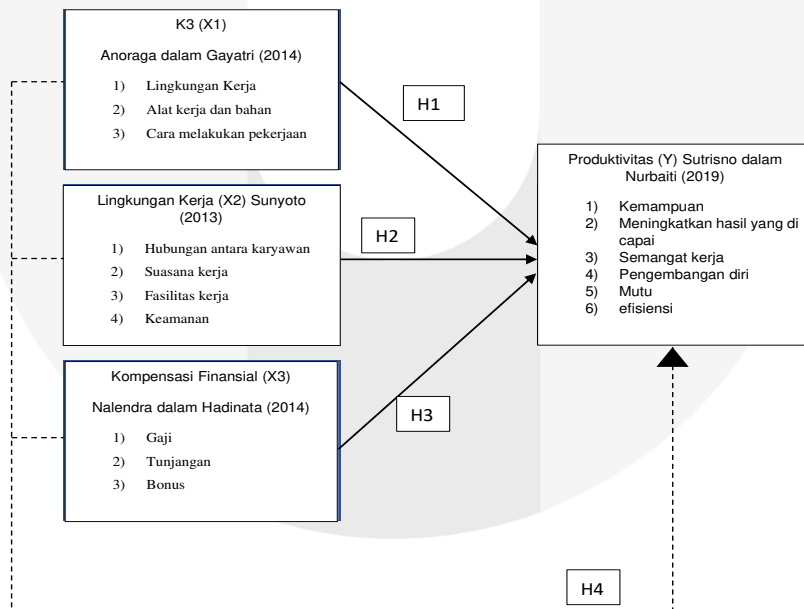 K3 (X1)
Anoraga dalam Gayatri (2014)
1) Lingkungan Kerja
2) Alat kerja dan bahan
3) Cara melakukan pekerjaan
H1
Lingkungan Kerja (X2) Sunyoto
(2013)
1) Hubungan antara karyawan
2) Suasana kerja
3) Fasilitas kerja
4) Keamanan
H2
Kompensasi Finansial (X3)
Nalendra dalam Hadinata (2014)
1) Gaji
2) Tunjangan
3) Bonus
H3
Produktivitas (Y) Sutrisno dalam
Nurbaiti (2019)
1) Kemampuan
2) Meningkatkan hasil yang di
capai
3) Semangat kerja
4) Pengembangan diri
5) Mutu
6) efisiensi
H4